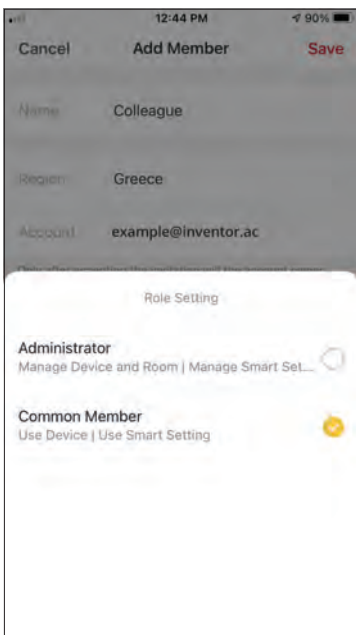 12:44 PM
90%
Cancel
Add Member
Save
Name
Colleague
Region
Greece
Account
example@inventor.ac
Role Setting
Administrator
Manage Device and Room | Manage Smart Set...
Common Member
Use Device | Use Smart Setting